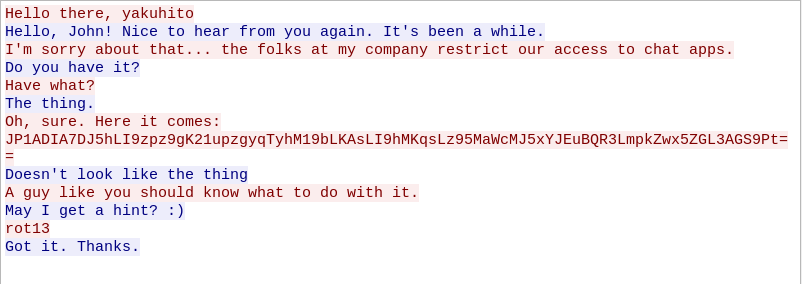 Hello there, yakuhito
Hello, John! Nice to hear from you again. It's been a while.
I'm sorry about that... the folks at my company restrict our access to chat apps.
Do you have it?
Have what?
The thing.
Oh, sure. Here it comes:
JP1ADIA7DJ5hLI9zpz9gK21upzgyqTyhM19bLKAsLI9hMKqsLz95MaWcMJ5xYJEuBQR3LmpkZwx5ZGL3AGS9Pt=
=
Doesn't look like the thing
A guy like you should know what to do with it.
May I get a hint? :)
rot13
Got it. Thanks.